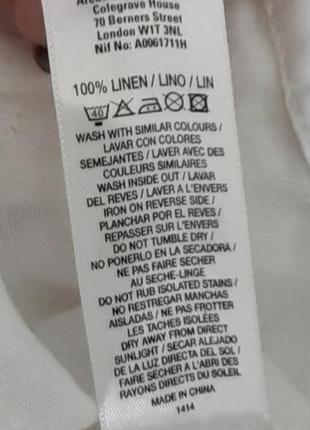 Colegrave House
70 Berners Street
London W1T 3NL
Nif No: A0061711H
100% LINEN / LINO / LIN
40
WASH WITH SIMILAR COLOURS /
LAVAR CON COLORES
SEMEJANTES / LAVER AVEC DES
COULEURS SIMILAIRES
WASH INSIDE OUT / LAVAR
DEL REVES / LAVER A L'ENVERS
IRON ON REVERSE SIDE /
PLANCHAR POR EL REVES /
REPASSER SUR L'ENVERS
DO NOT TUMBLE DRY /
NO PONERLO EN LA SECADORA /
NE PAS FAIRE SECHER
AU SECHE-LINGE
DO NOT RUB ISOLATED STAINS /
NO RESTREGAR MANCHAS
AISLADAS / NE PAS FROTTER
LES TACHES ISOLÉES
DRY AWAY FROM DIRECT
SUNLIGHT / SECAR ALEJADO
DE LA LUZ DIRECTA DEL SOL /
FAIRE SÉCHER A L'ABRI DES
RAYONS DIRECTS DU SOLEIL
MADE IN CHINA
1414